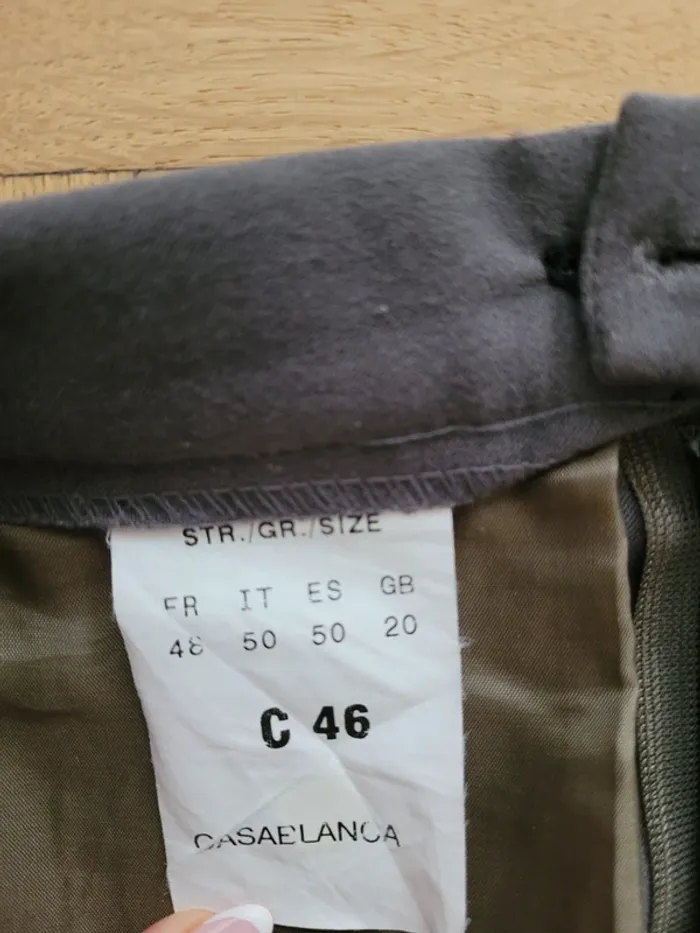 STR./GR./SIZE
FR IT ES GB
48 50 50 20
C 46
CASABLANCA